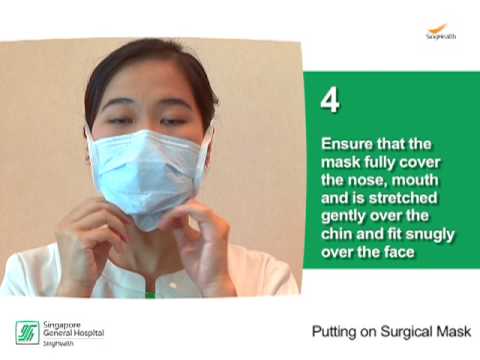 SingHealth
4
Ensure that the
mask fully cover
the nose, mouth
and is stretched
gently over the
chin and fit snugly
over the face
Singapore
General Hospital
SingHealth
Putting on Surgical Mask